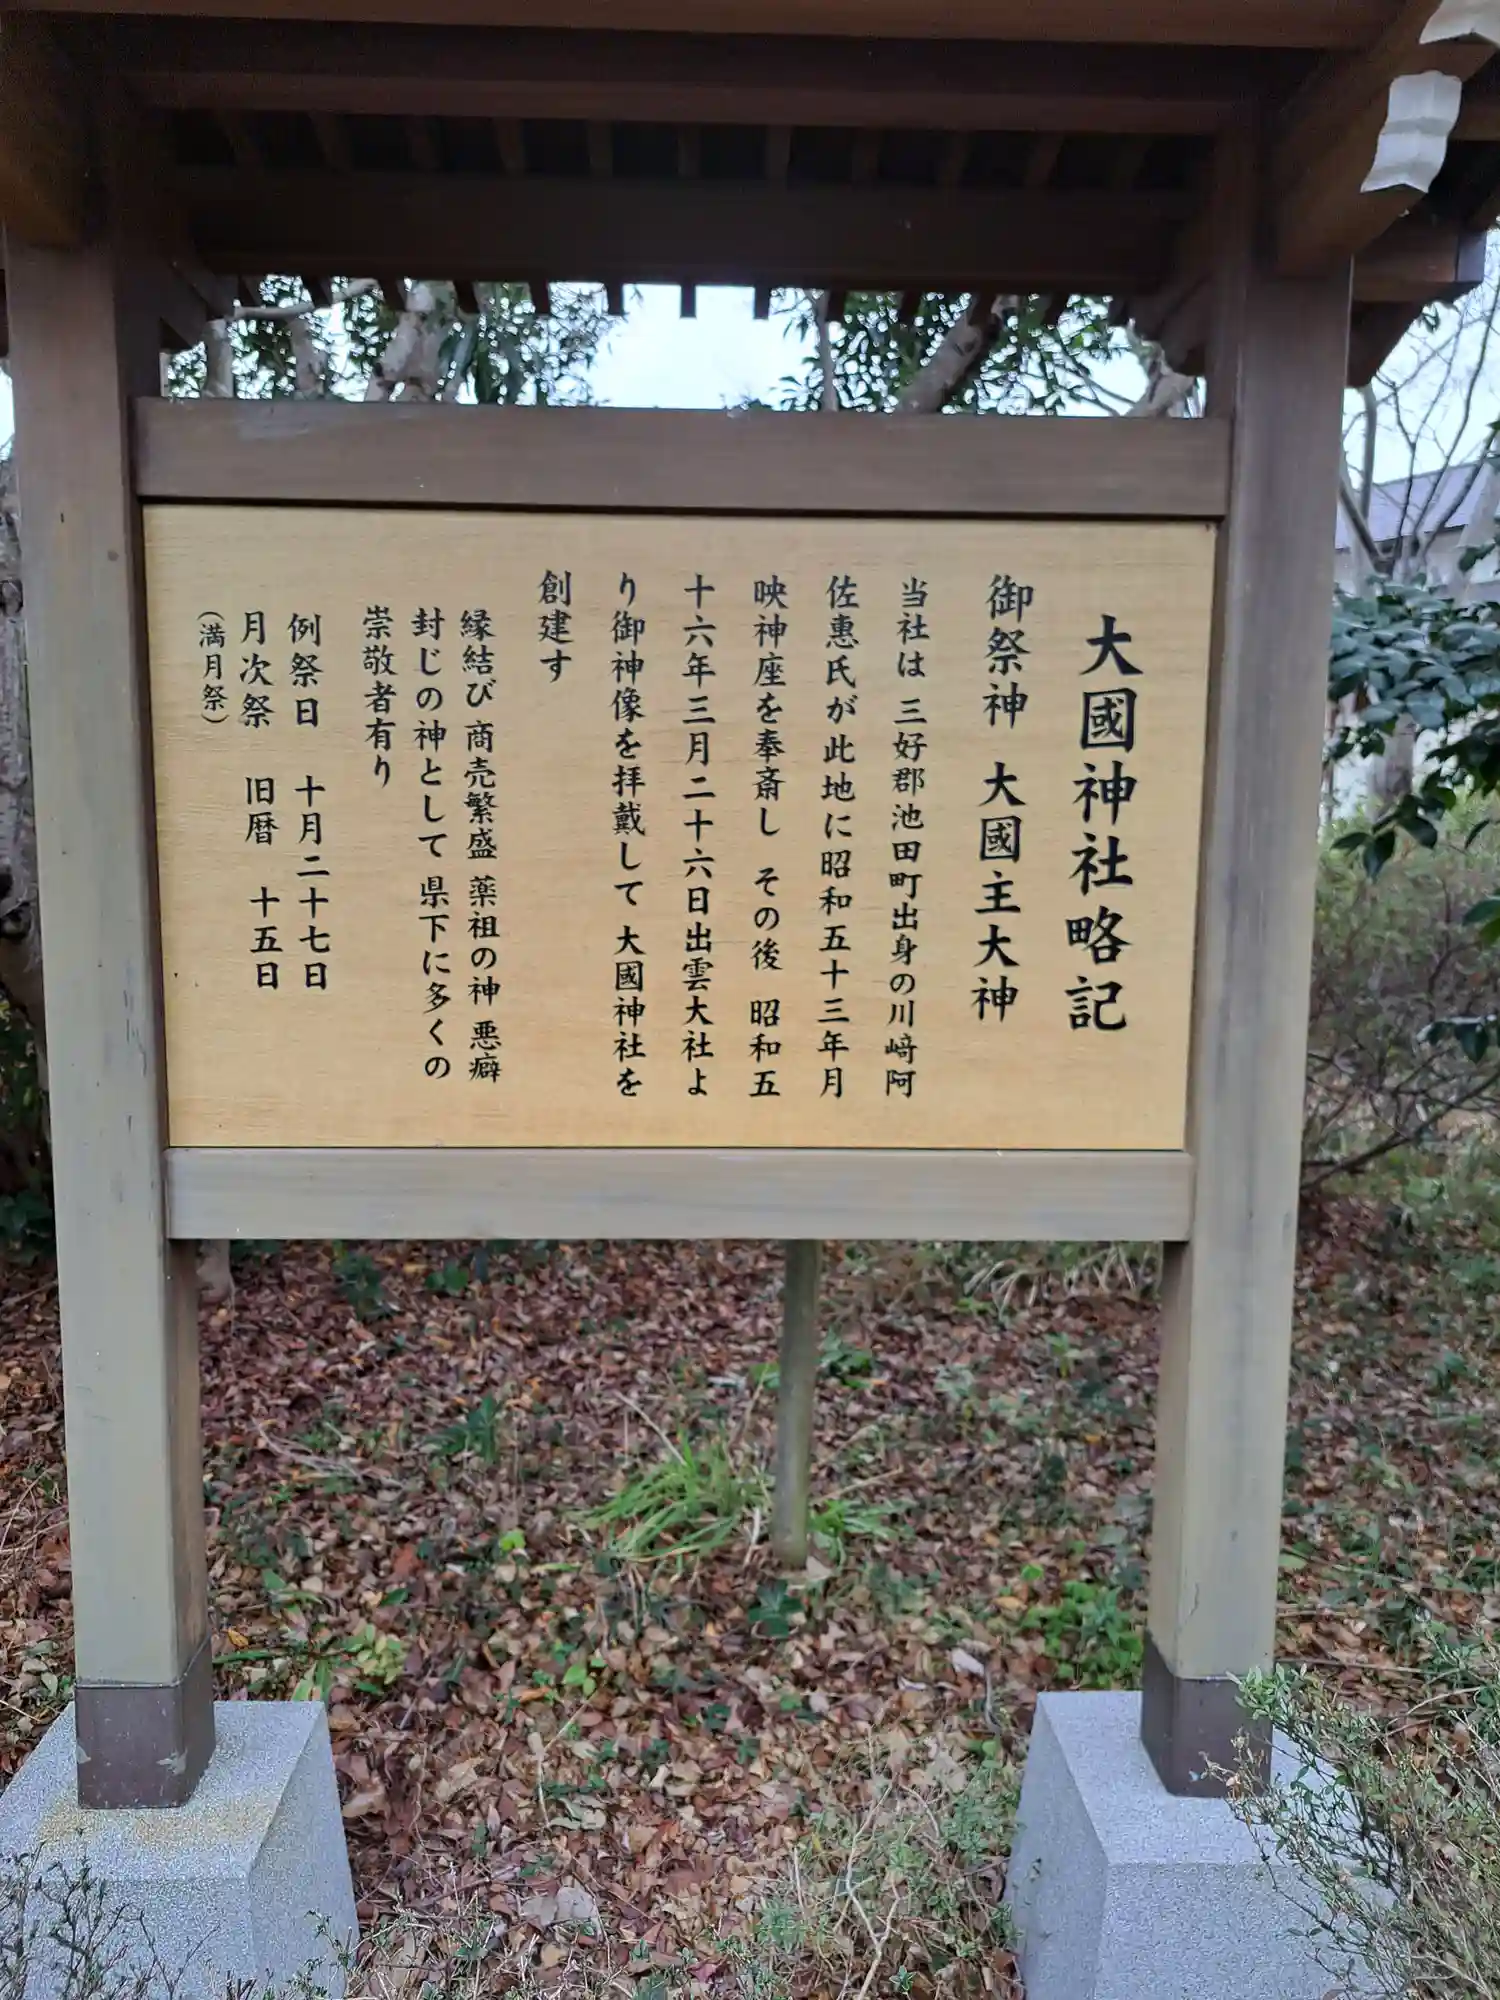 大國神社略記
御祭神 大國主大神
当社は 三好郡池田町出身の川﨑阿
佐惠氏が此地に昭和五十三年月
映神座を奉斎し その後 昭和五
十六年三月二十六日出雲大社よ
り御神像を拝戴して 大國神社を
創建す
縁結び 商売繁盛 薬祖の神 悪癖
封じの神として 県下に多くの
崇敬者有り
例祭日 十月二十七日
月次祭 旧暦 十五日
（満月祭）